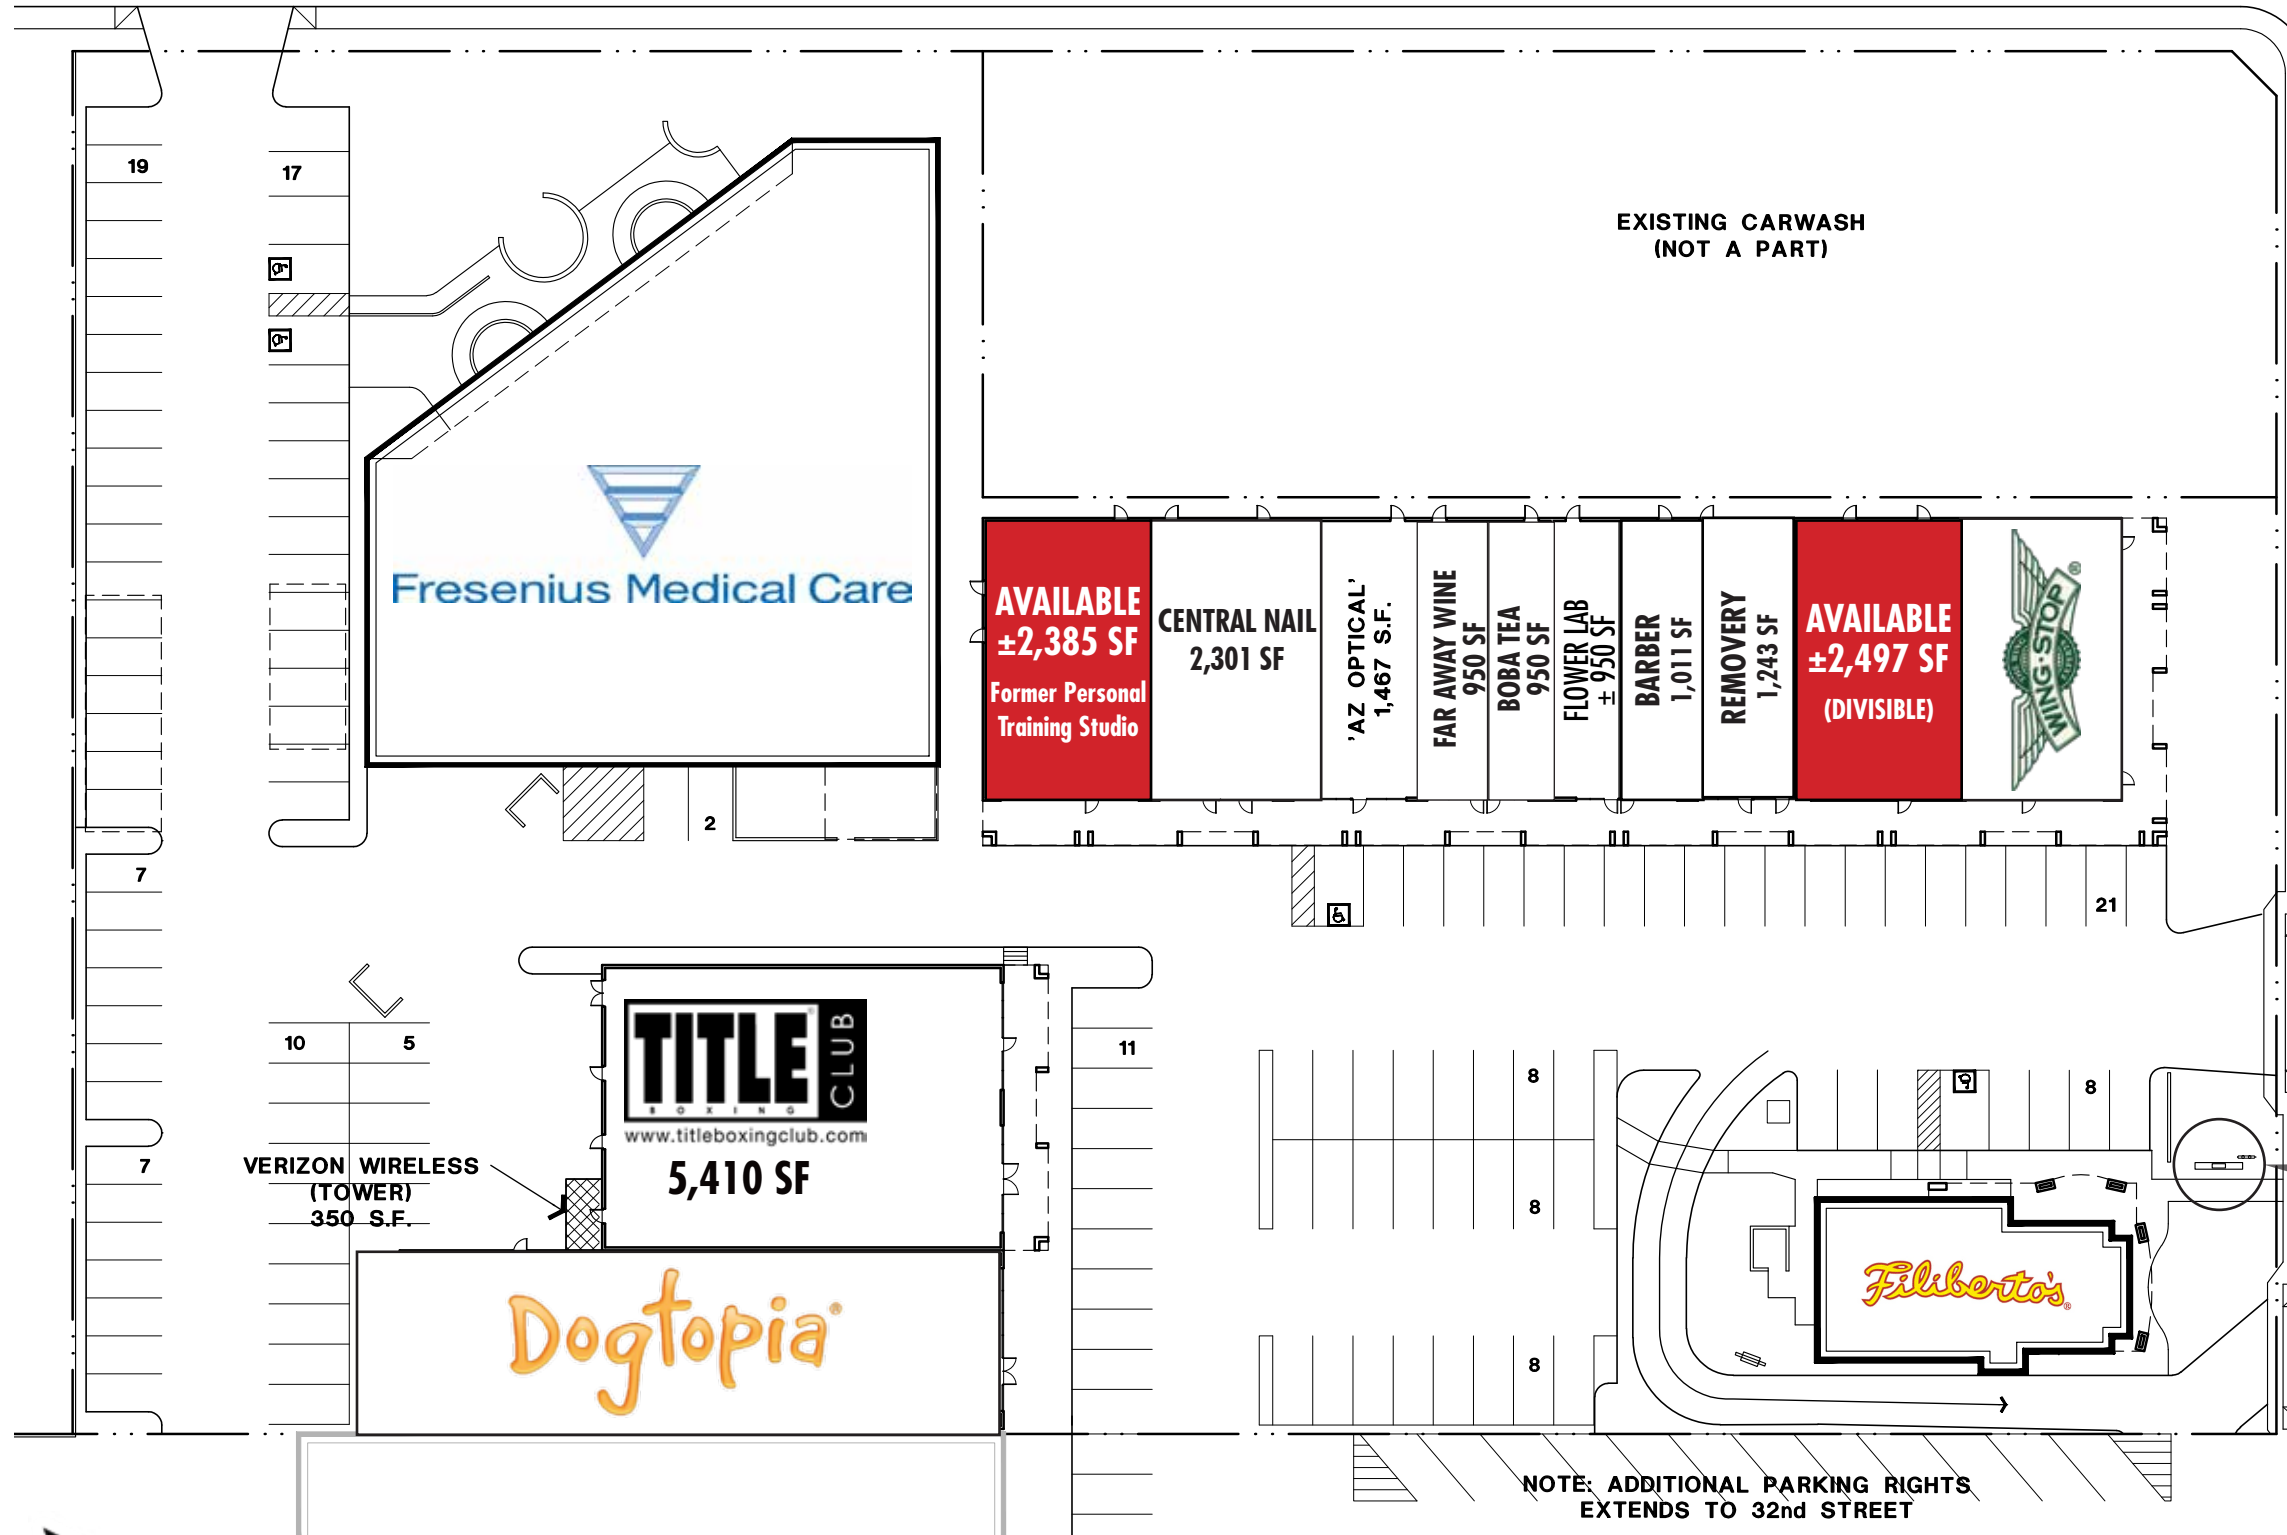 19
17
EXISTING CARWASH
(NOT A PART)
Fresenius Medical Care
AVAILABLE
±2,385 SF
Former Personal
Training Studio
CENTRAL NAIL
2,301 SF
'AZ OPTICAL'
1,467 S.F.
FAR AWAY WINE
950 SF
BOBA TEA
950 SF
FLOWER LAB
± 950 SF
BARBER
1,011 SF
REMOVERY
1,243 SF
AVAILABLE
±2,497 SF
(DIVISIBLE)
WING·STOP®
2
7
21
10
5
TITLE®
BOXING
CLUB
www.titleboxingclub.com
5,410 SF
11
8
8
7
VERIZON WIRELESS
(TOWER)
350 S.F.
8
Dogtopia®
Filiberto's®
8
NOTE: ADDITIONAL PARKING RIGHTS
EXTENDS TO 32nd STREET